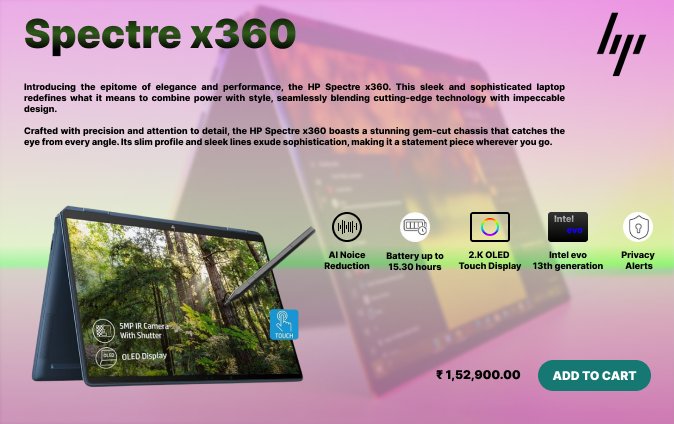 Spectre x360
hp
Introducing the epitome of elegance and performance, the HP Spectre x360. This sleek and sophisticated laptop
redefines what it means to combine power with style, seamlessly blending cutting-edge technology with impeccable
design.
Crafted with precision and attention to detail, the HP Spectre x360 boasts a stunning gem-cut chassis that catches the
eye from every angle. Its slim profile and sleek lines exude sophistication, making it a statement piece wherever you go.
Intel
evo
AI Noice
Reduction
Battery up to
15.30 hours
2.K OLED
Touch Display
Intel evo
13th generation
Privacy
Alerts
5MP IR Camera
With Shutter
TOUCH
OLED
OLED Display
₹ 1,52,900.00
ADD TO CART